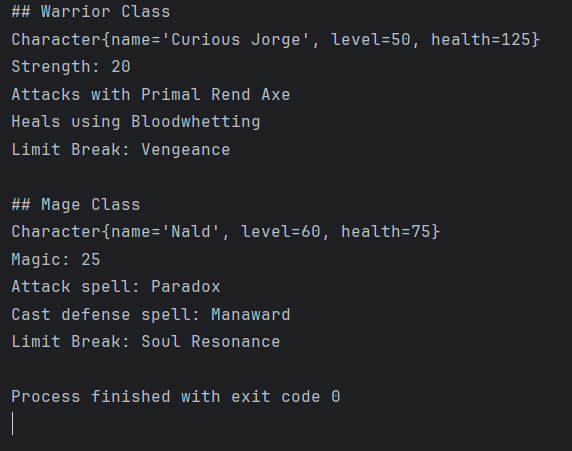 ## Warrior Class
Character{name='Curious Jorge', level=50, health=125}
Strength: 20
Attacks with Primal Rend Axe
Heals using Bloodwhetting
Limit Break: Vengeance
## Mage Class
Character{name='Nald', level=60, health=75}
Magic: 25
Attack spell: Paradox
Cast defense spell: Manaward
Limit Break: Soul Resonance
Process finished with exit code 0